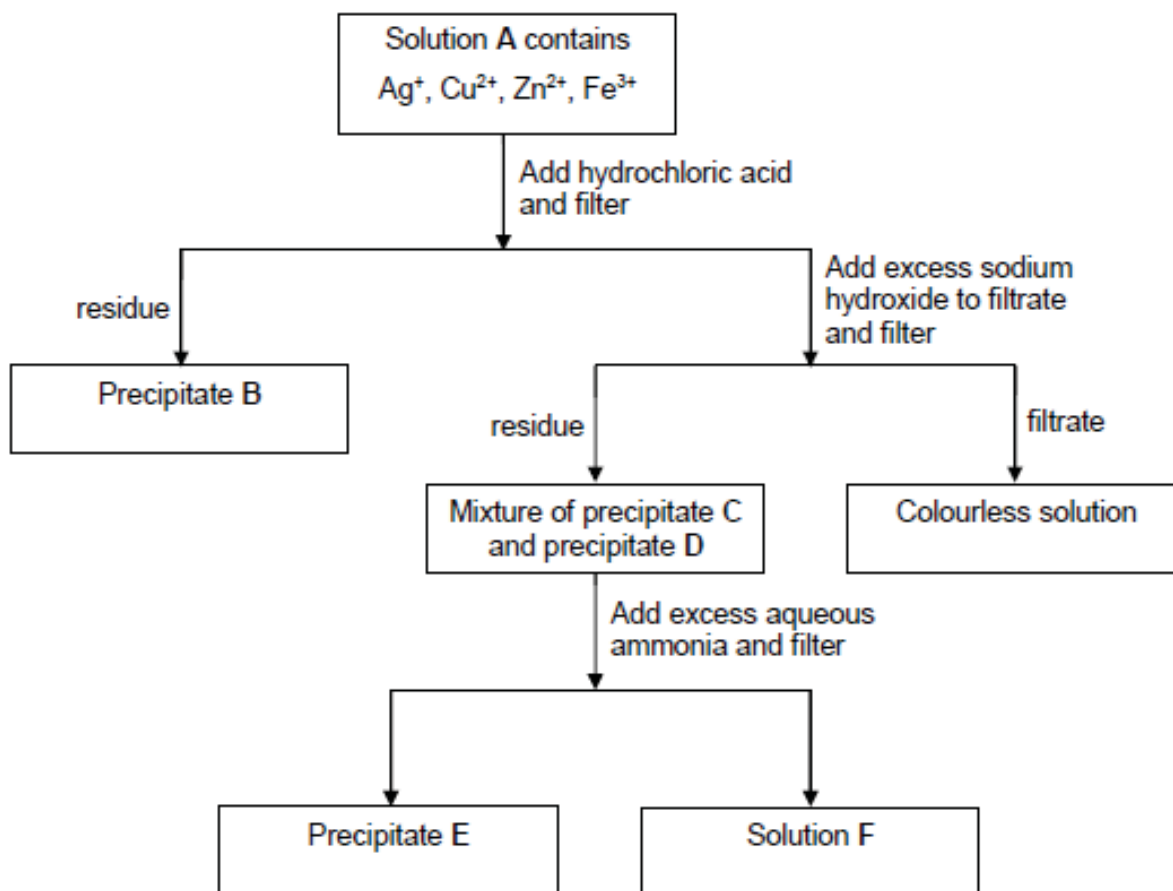 Solution A contains
Ag⁺, Cu²⁺, Zn²⁺, Fe³⁺
Add hydrochloric acid
and filter
residue
Add excess sodium
hydroxide to filtrate
and filter
Precipitate B
residue
filtrate
Mixture of precipitate C
and precipitate D
Colourless solution
Add excess aqueous
ammonia and filter
Precipitate E
Solution F